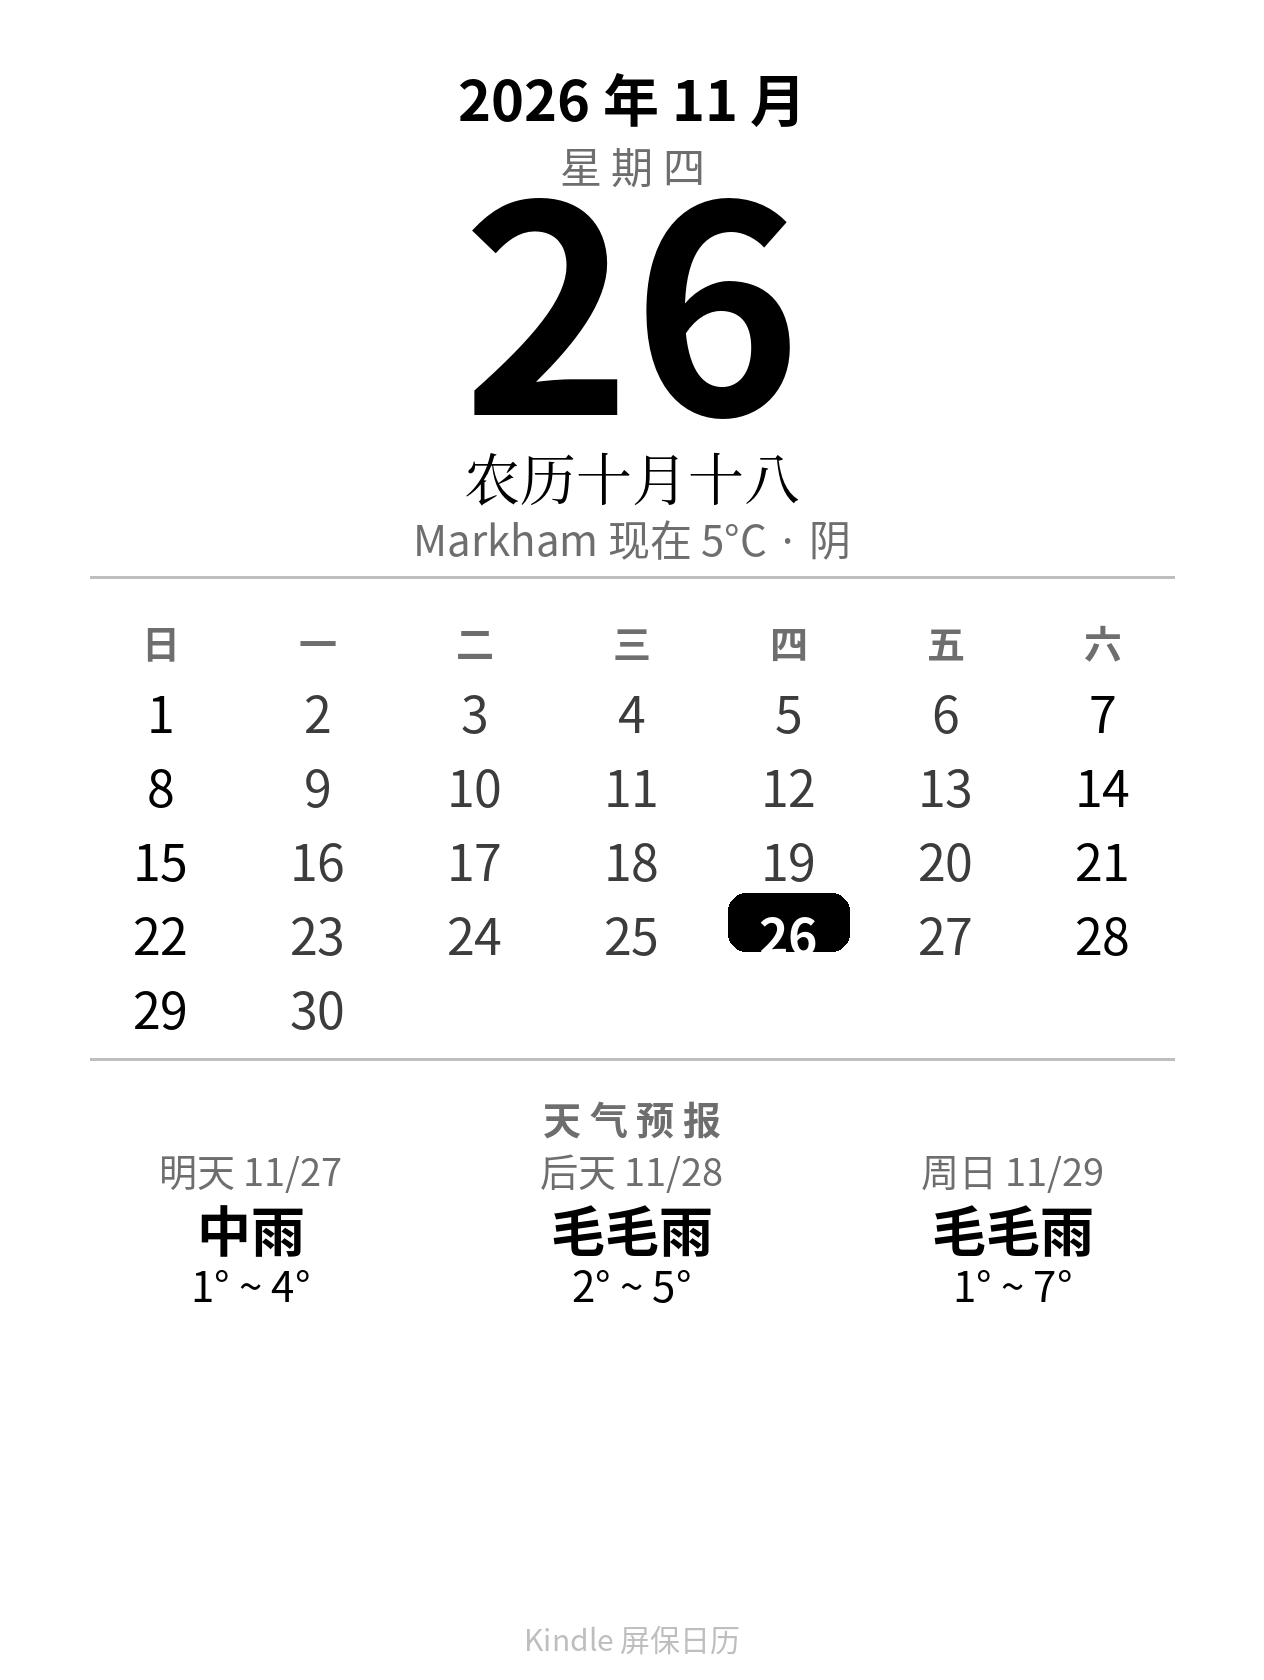 2026 年 11 月
星期四
26
农历十月十八
Markham 现在 5°C · 阴
日 一 二 三 四 五 六
1 2 3 4 5 6 7
8 9 10 11 12 13 14
15 16 17 18 19 20 21
22 23 24 25 26 27 28
29 30
天气预报
明天 11/27 后天 11/28 周日 11/29
中雨 毛毛雨 毛毛雨
1° ~ 4° 2° ~ 5° 1° ~ 7°
Kindle 屏保日历